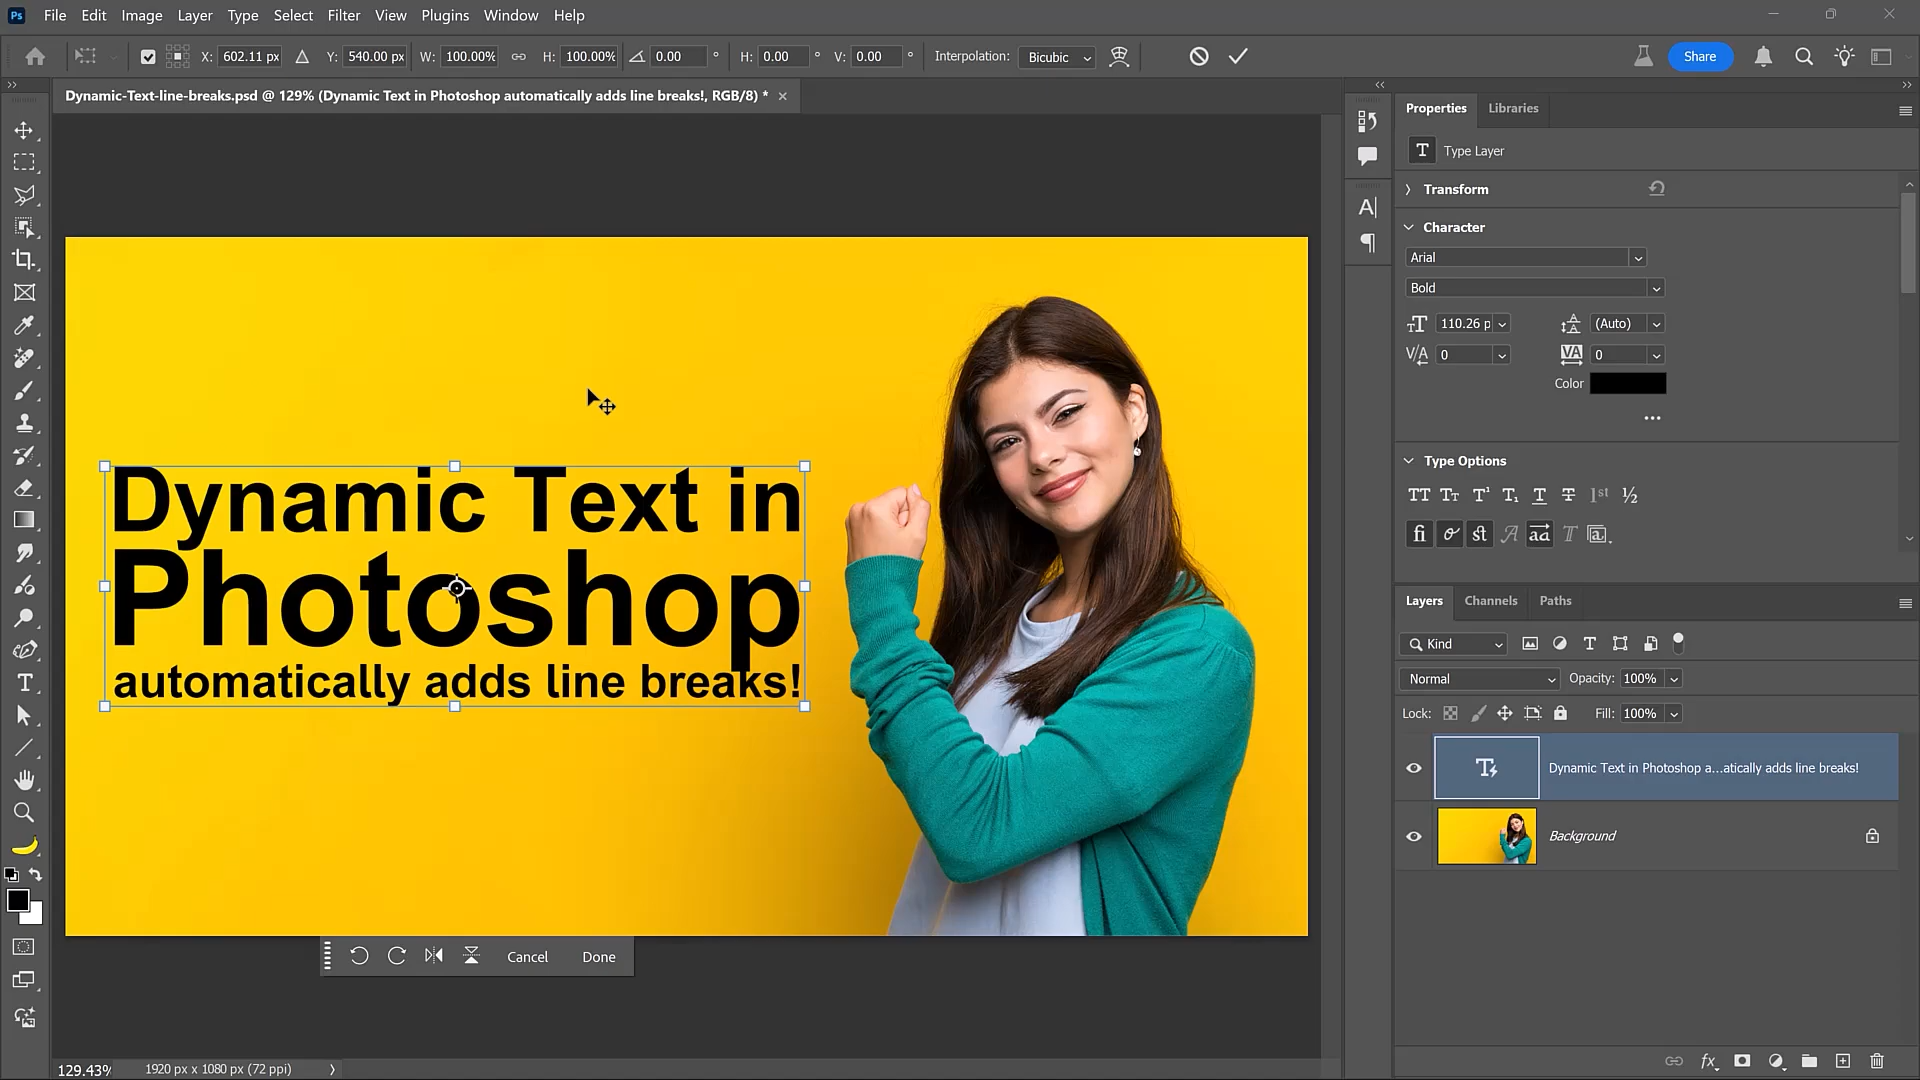 Ps File Edit Image Layer Type Select Filter View Plugins Window Help
X: 602.11 px Y: 540.00 px W: 100.00% H: 100.00% 0.00 ° H: 0.00 ° V: 0.00 ° Interpolation: Bicubic Share
Dynamic-Text-line-breaks.psd @ 129% (Dynamic Text in Photoshop automatically adds line breaks!, RGB/8) * ×
Dynamic Text in
Photoshop
automatically adds line breaks!
Cancel Done
129.43% 1920 px x 1080 px (72 ppi)
Properties Libraries
T Type Layer
Transform
Character
Arial
Bold
110.26 p (Auto)
0 0
Color
Type Options
Layers Channels Paths
Kind
Normal Opacity: 100%
Lock: Fill: 100%
Dynamic Text in Photoshop a...atically adds line breaks!
Background